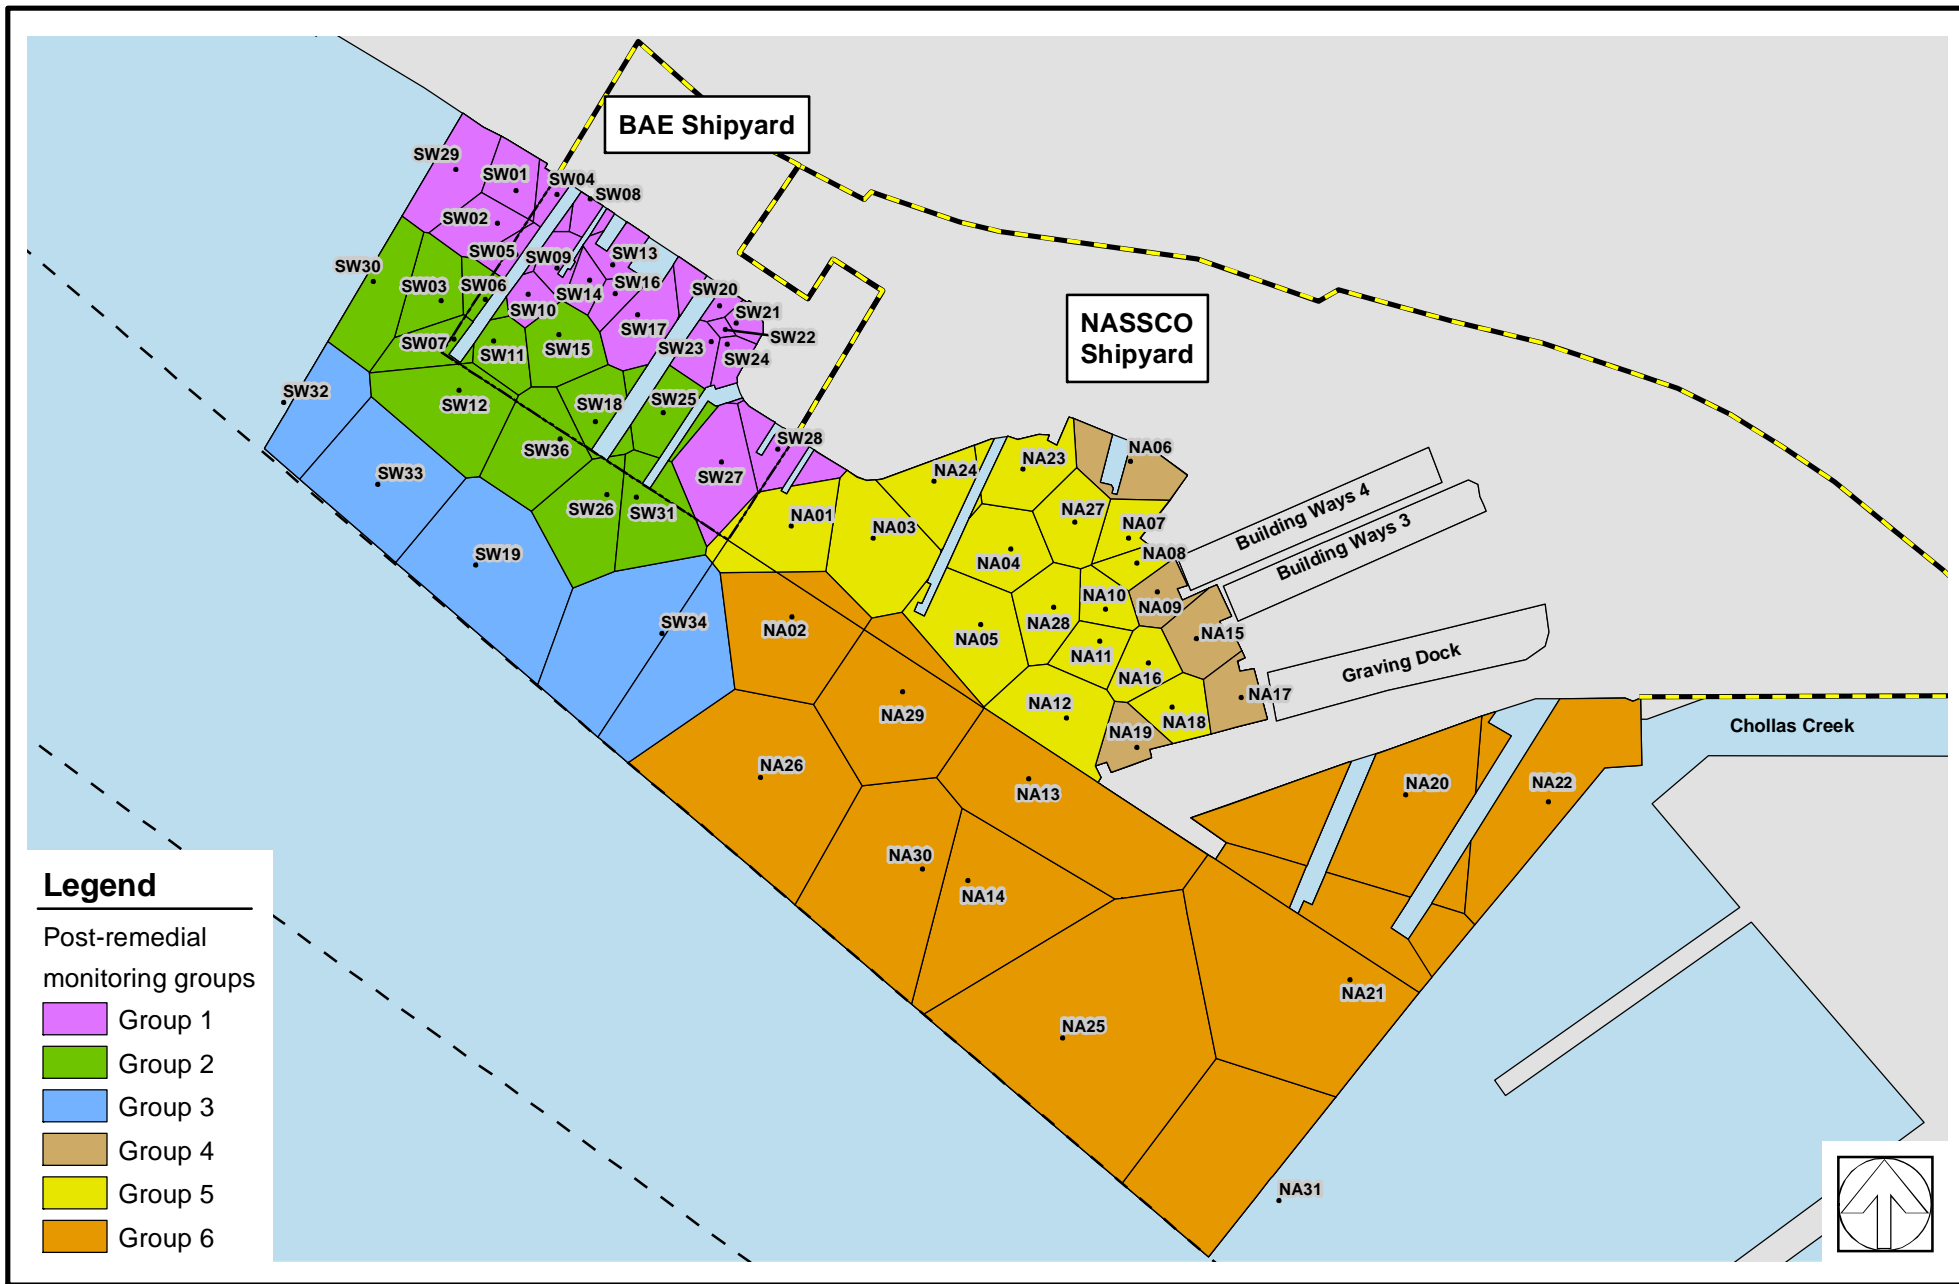 BAE Shipyard
SW29
SW01
SW04
SW08
SW02
SW05
SW09
SW13
SW30
SW03
SW06
SW14
SW16
SW20
SW10
SW21
SW17
SW22
SW07
SW11
SW15
SW23
SW24
NASSCO
Shipyard
SW32
SW12
SW18
SW25
SW36
SW28
SW33
SW27
SW26
SW31
SW19
SW34
NA06
NA23
NA24
NA27
NA07
NA01
NA03
NA04
NA08
Building Ways 4
Building Ways 3
NA10
NA09
NA02
NA05
NA28
NA15
NA11
NA16
Graving Dock
NA17
NA12
NA18
NA29
NA19
Chollas Creek
NA26
NA13
NA20
NA22
NA30
NA14
NA21
NA25
NA31
Legend
Post-remedial
monitoring groups
Group 1
Group 2
Group 3
Group 4
Group 5
Group 6